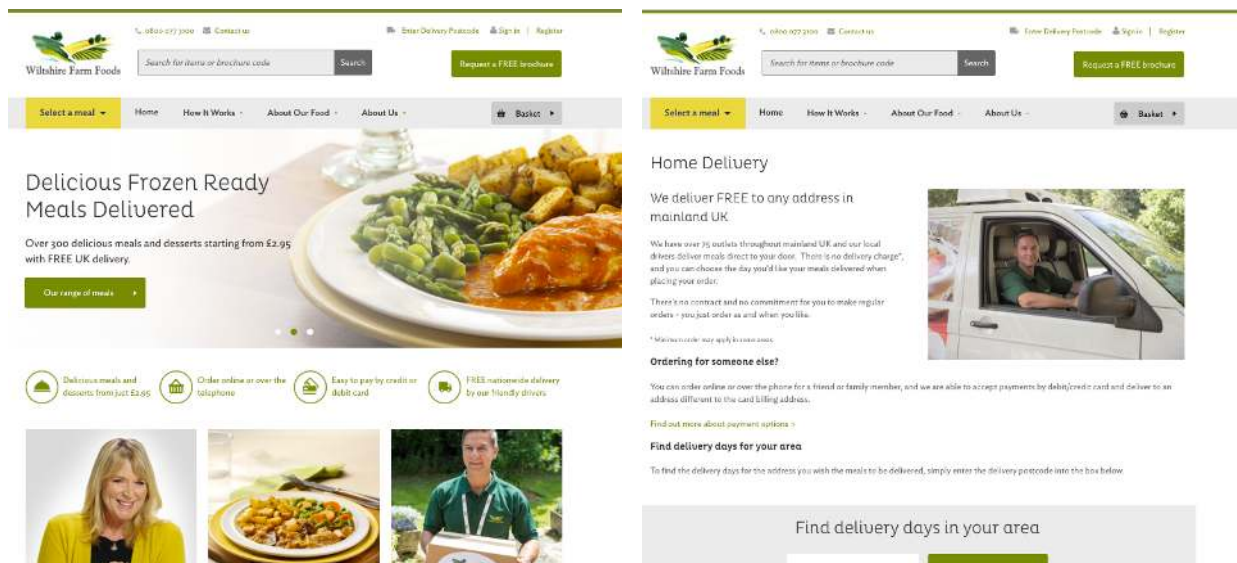 0800 077 3100 Contact us
Enter Delivery Postcode Sign in | Register
Wiltshire Farm Foods
Search for items or brochure code
Search
Request a FREE brochure
Select a meal
Home
How It Works
About Our Food
About Us
Basket
Delicious Frozen Ready
Meals Delivered
Over 300 delicious meals and desserts starting from £2.95
with FREE UK delivery.
Our range of meals
Delicious meals and
desserts from just £2.95
Order online or over the
telephone
Easy to pay by credit or
debit card
FREE nationwide delivery
by our friendly drivers
0800 077 3100 Contact us
Enter Delivery Postcode Sign in | Register
Wiltshire Farm Foods
Search for items or brochure code
Search
Request a FREE brochure
Select a meal
Home
How It Works
About Our Food
About Us
Basket
Home Delivery
We deliver FREE to any address in
mainland UK
We have over 75 outlets throughout mainland UK and our local
drivers deliver meals direct to your door. There is no delivery charge*,
and you can choose the day you'd like your meals delivered when
placing your order.
There's no contract and no commitment for you to make regular
orders - you just order as and when you like.
* Minimum order may apply in some areas.
Ordering for someone else?
You can order online or over the phone for a friend or family member, and we are able to accept payments by debit/credit card and deliver to an
address different to the card billing address.
Find out more about payment options >
Find delivery days for your area
To find the delivery days for the address you wish the meals to be delivered, simply enter the delivery postcode into the box below.
Find delivery days in your area